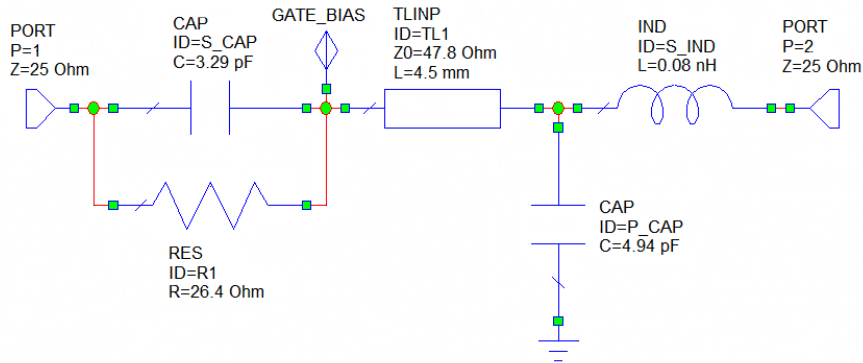 PORT
P=1
Z=25 Ohm
CAP
ID=S_CAP
C=3.29 pF
GATE_BIAS
TLINP
ID=TL1
Z0=47.8 Ohm
L=4.5 mm
IND
ID=S_IND
L=0.08 nH
PORT
P=2
Z=25 Ohm
RES
ID=R1
R=26.4 Ohm
CAP
ID=P_CAP
C=4.94 pF